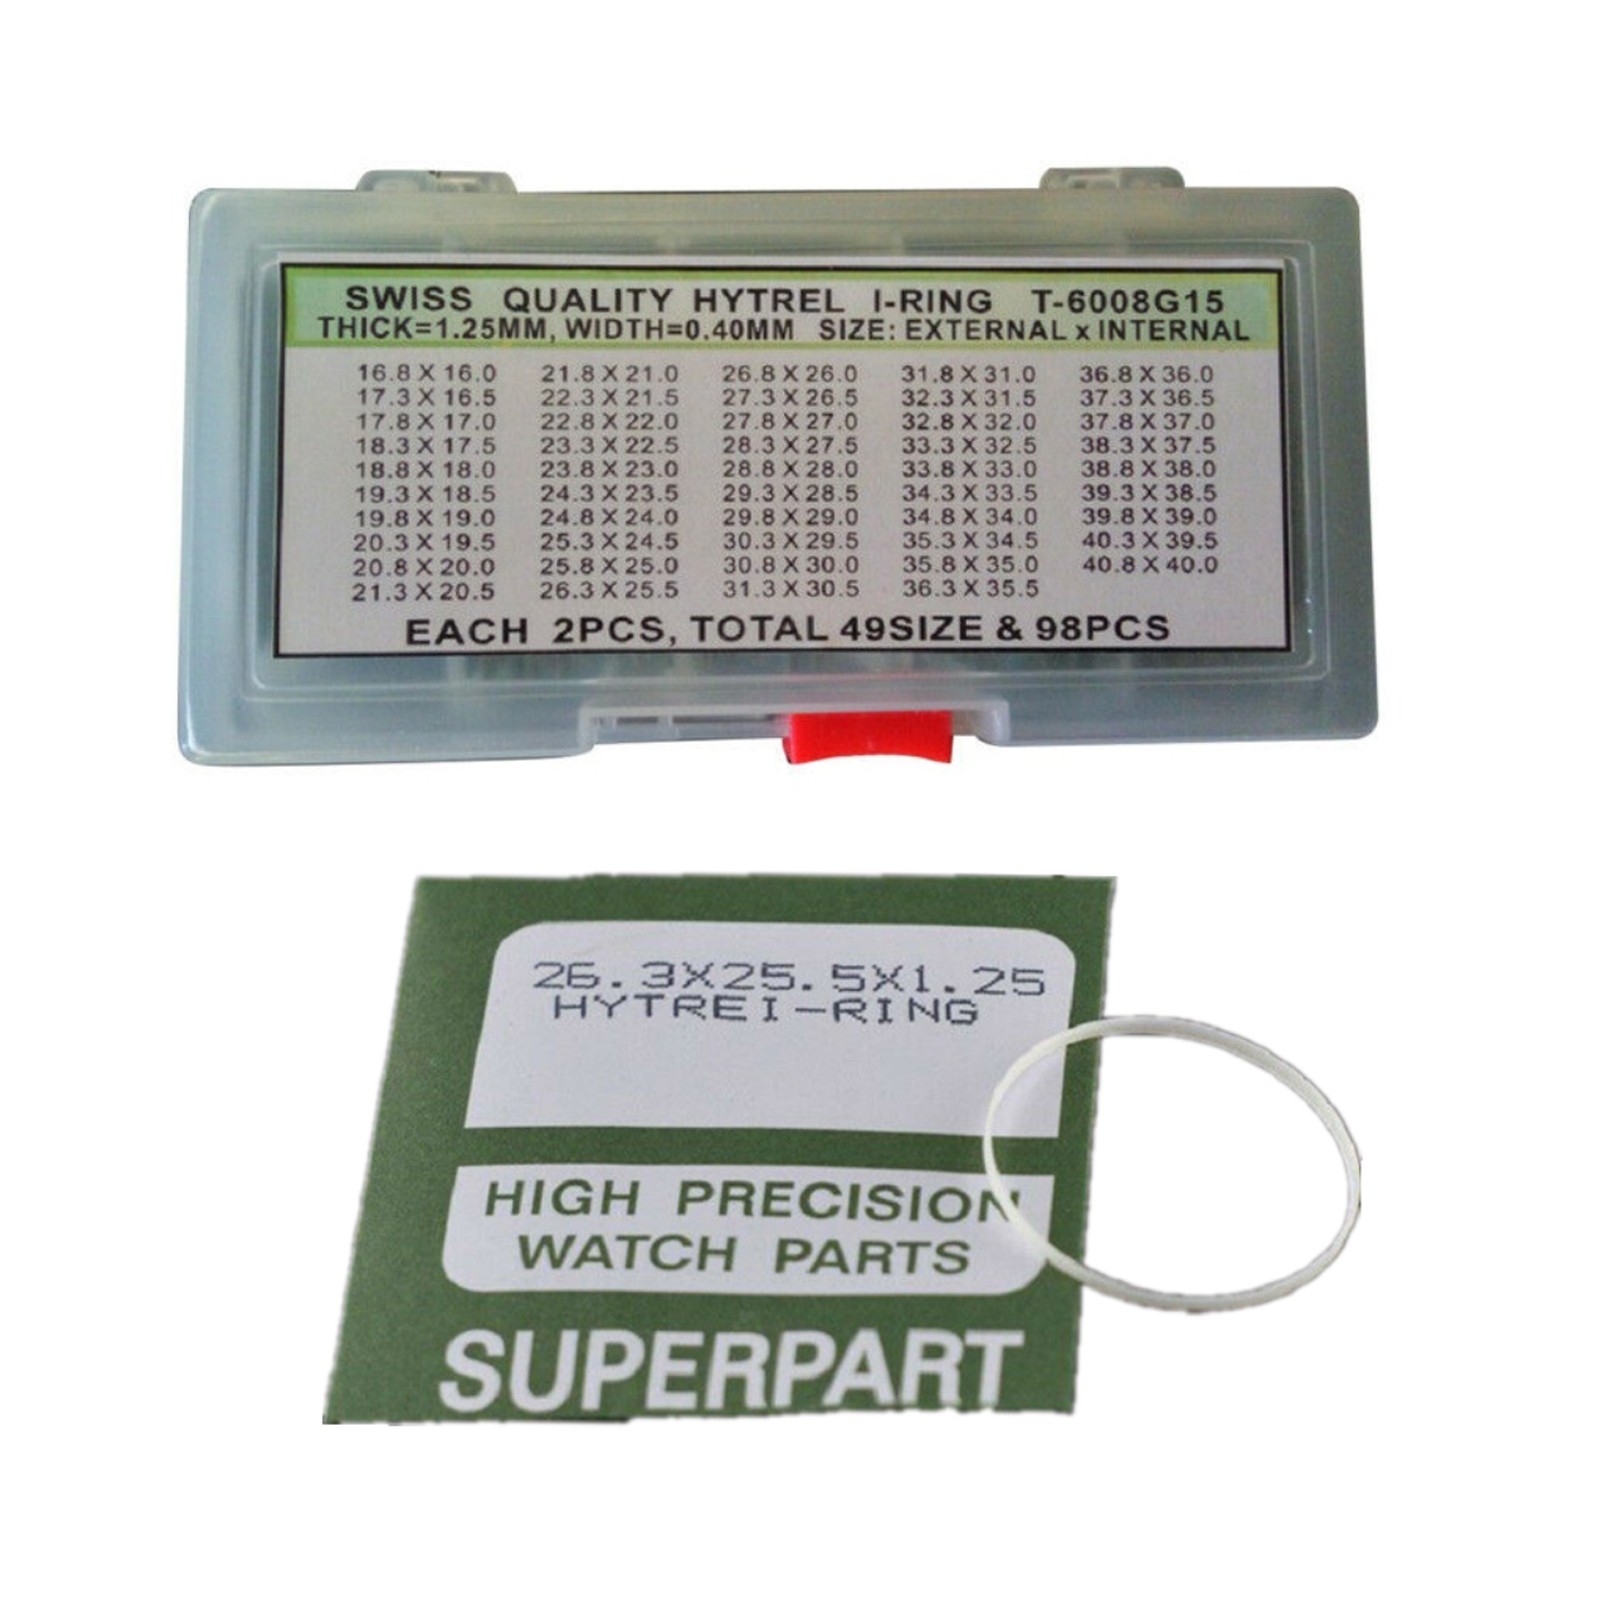 SWISS QUALITY HYTREL I-RING T-6008G15
THICK=1.25MM, WIDTH=0.40MM SIZE: EXTERNAL x INTERNAL
16.8 X 16.0 21.8 X 21.0 26.8 X 26.0 31.8 X 31.0 36.8 X 36.0
17.3 X 16.5 22.3 X 21.5 27.3 X 26.5 32.3 X 31.5 37.3 X 36.5
17.8 X 17.0 22.8 X 22.0 27.8 X 27.0 32.8 X 32.0 37.8 X 37.0
18.3 X 17.5 23.3 X 22.5 28.3 X 27.5 33.3 X 32.5 38.3 X 37.5
18.8 X 18.0 23.8 X 23.0 28.8 X 28.0 33.8 X 33.0 38.8 X 38.0
19.3 X 18.5 24.3 X 23.5 29.3 X 28.5 34.3 X 33.5 39.3 X 38.5
19.8 X 19.0 24.8 X 24.0 29.8 X 29.0 34.8 X 34.0 39.8 X 39.0
20.3 X 19.5 25.3 X 24.5 30.3 X 29.5 35.3 X 34.5 40.3 X 39.5
20.8 X 20.0 25.8 X 25.0 30.8 X 30.0 35.8 X 35.0 40.8 X 40.0
21.3 X 20.5 26.3 X 25.5 31.3 X 30.5 36.3 X 35.5
EACH 2PCS, TOTAL 49SIZE & 98PCS
26.3X25.5X1.25
HYTREI-RING
HIGH PRECISION
WATCH PARTS
SUPERPART